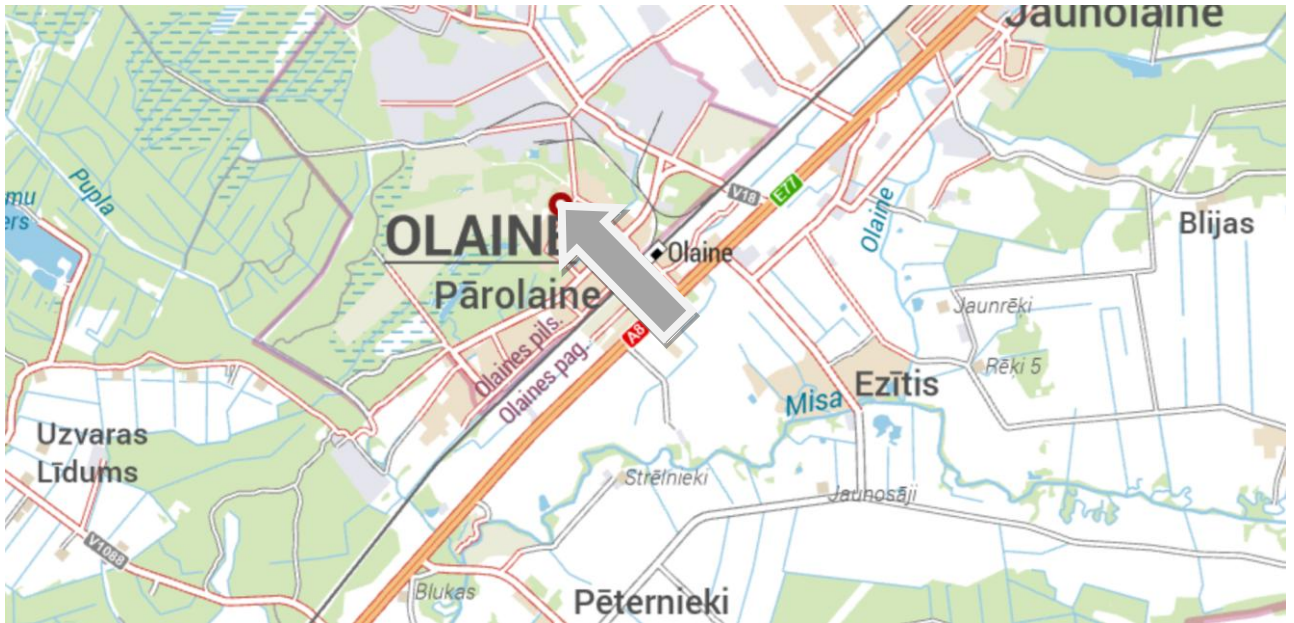 Jaunolaine
Pupla
V18
E77
Olaine
Blijas
OLAINE
Olaine
Pārolaine
Jaunrēķi
A8
Olaines pils.
Olaines pag.
Rēķi 5
Ezītis
Misa
Uzvaras
Līdums
Strēlnieki
Jaunosāji
V1088
Blukas
Pēternieki